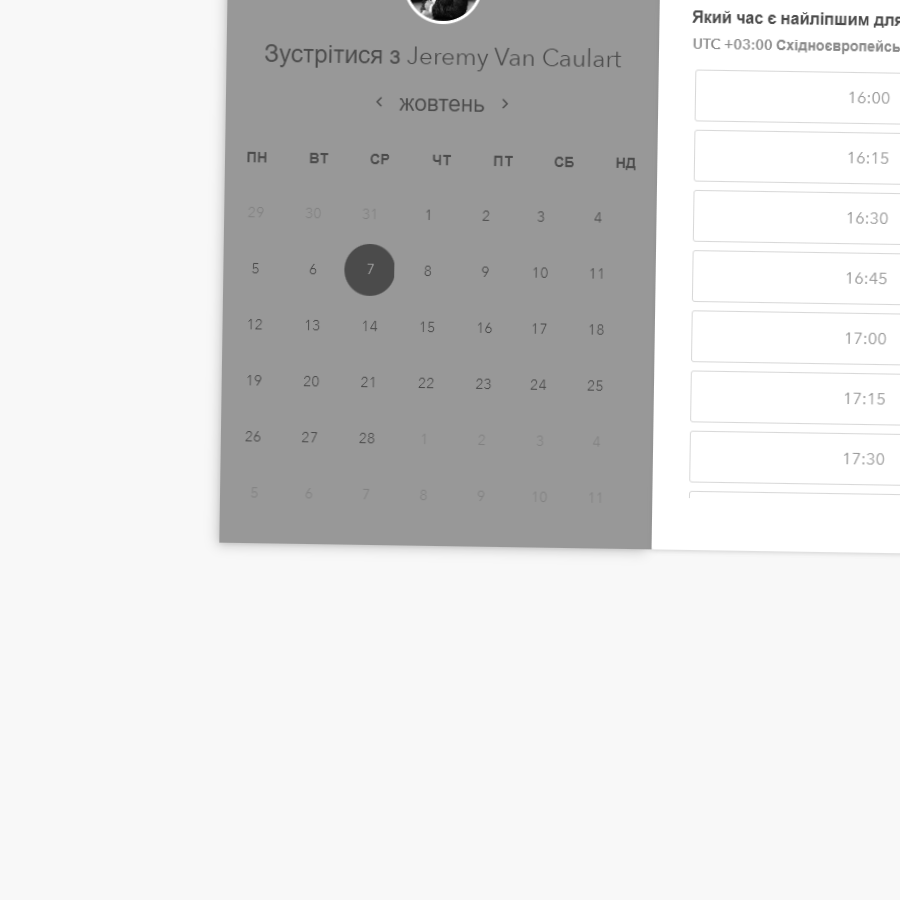 Зустрітися з Jeremy Van Caulart
жовтень
ПН ВТ СР ЧТ ПТ СБ НД
29 30 31 1 2 3 4
5 6 7 8 9 10 11
12 13 14 15 16 17 18
19 20 21 22 23 24 25
26 27 28 1 2 3 4
5 6 7 8 9 10 11
Який час є найліпшим для
UTC +03:00
16:00
16:15
16:30
16:45
17:00
17:15
17:30